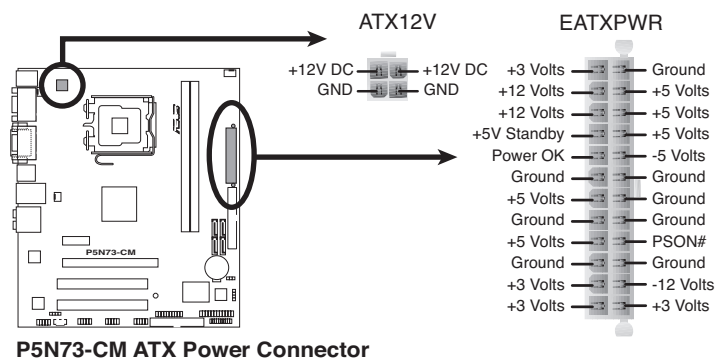 ATX12V
EATXPWR
+12V DC
+12V DC
GND
GND
+3 Volts
Ground
+12 Volts
+5 Volts
+12 Volts
+5 Volts
+5V Standby
+5 Volts
Power OK
-5 Volts
Ground
Ground
+5 Volts
Ground
Ground
Ground
+5 Volts
PSON#
Ground
Ground
+3 Volts
-12 Volts
+3 Volts
+3 Volts
ASUS
P5N73-CM
P5N73-CM ATX Power Connector